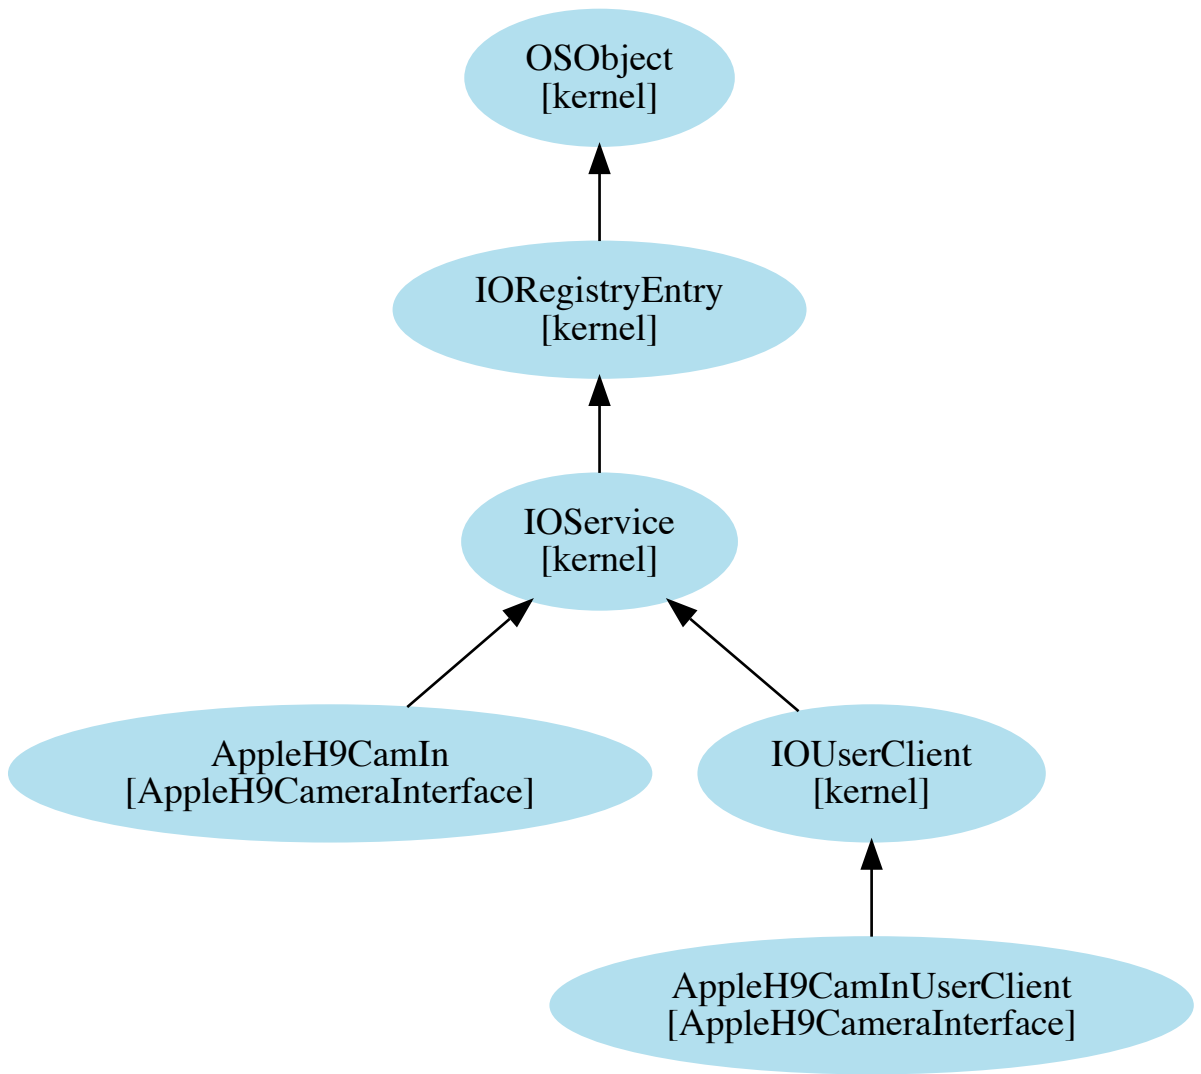 OSObject
[kernel]
IORegistryEntry
[kernel]
IOService
[kernel]
AppleH9CamIn
[AppleH9CameraInterface]
IOUserClient
[kernel]
AppleH9CamInUserClient
[AppleH9CameraInterface]